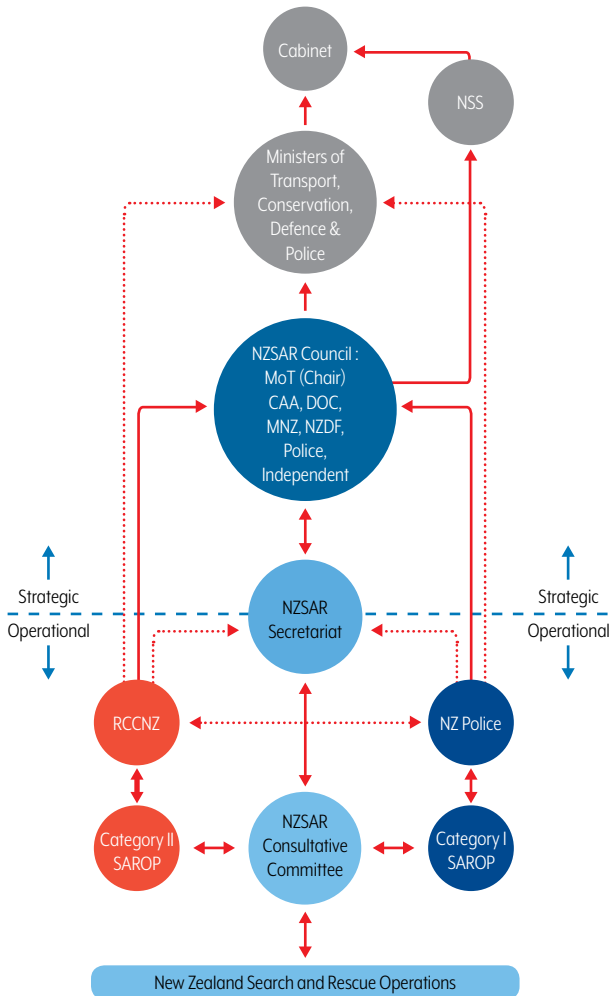 Cabinet
NSS
Ministers of
Transport,
Conservation,
Defence &
Police
NZSAR Council :
MoT (Chair)
CAA, DOC,
MNZ, NZDF,
Police,
Independent
Strategic
Operational
NZSAR
Secretariat
Strategic
Operational
RCCNZ
NZ Police
Category II
SAROP
NZSAR
Consultative
Committee
Category I
SAROP
New Zealand Search and Rescue Operations